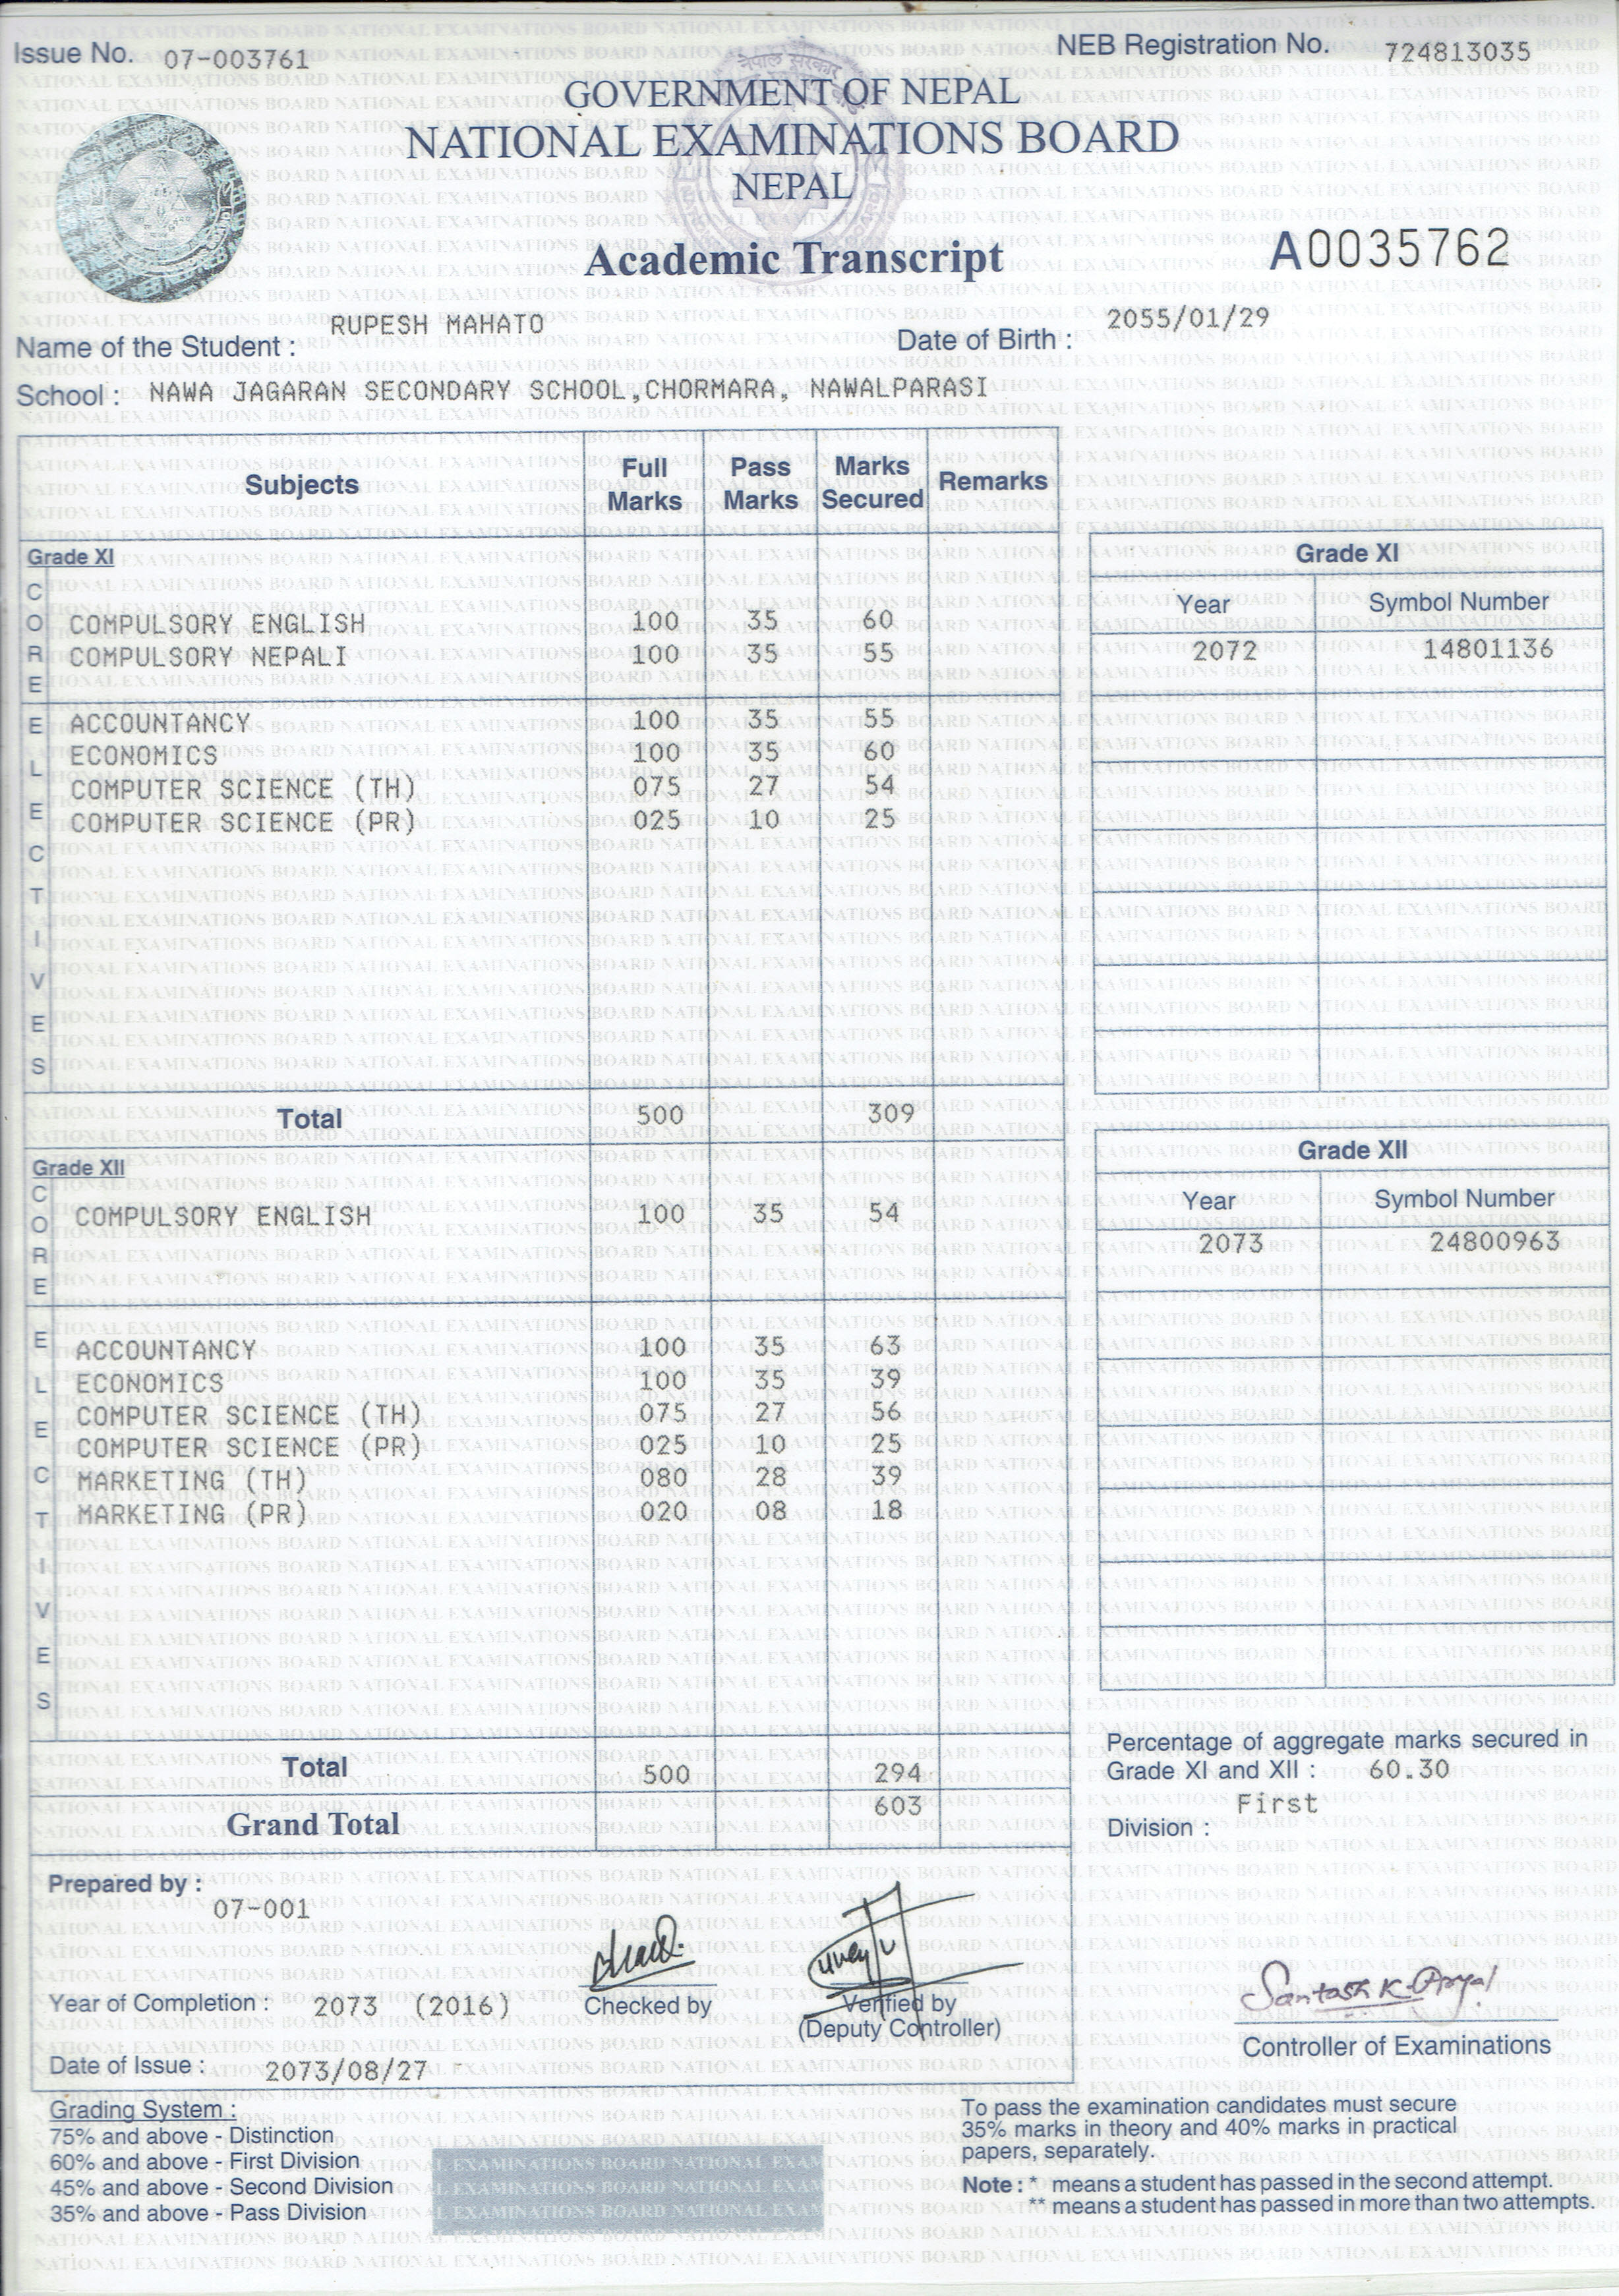 Issue No. 07-003761
NEB Registration No. 724813035
नेपाल सरकार
GOVERNMENT OF NEPAL
NATIONAL EXAMINATIONS BOARD
NEPAL
Academic Transcript
A0035762
Name of the Student : RUPESH MAHATO
Date of Birth : 2055/01/29
School : NAWA JAGARAN SECONDARY SCHOOL,CHORMARA, NAWALPARASI
Subjects Full Marks Pass Marks Marks Secured Remarks
Grade XI
CORE
COMPULSORY ENGLISH 100 35 60
COMPULSORY NEPALI 100 35 55
ELECTIVES
ACCOUNTANCY 100 35 55
ECONOMICS 100 35 60
COMPUTER SCIENCE (TH) 075 27 54
COMPUTER SCIENCE (PR) 025 10 25
Total 500 309
Grade XI
Year Symbol Number
2072 14801136
Grade XII
CORE
COMPULSORY ENGLISH 100 35 54
ELECTIVES
ACCOUNTANCY 100 35 63
ECONOMICS 100 35 39
COMPUTER SCIENCE (TH) 075 27 56
COMPUTER SCIENCE (PR) 025 10 25
MARKETING (TH) 080 28 39
MARKETING (PR) 020 08 18
Total 500 294
Grand Total 603
Grade XII
Year Symbol Number
2073 24800963
Percentage of aggregate marks secured in
Grade XI and XII : 60.30
Division : First
Prepared by :
07-001
Year of Completion : 2073 (2016)
Date of Issue : 2073/08/27
Checked by
Verified by
(Deputy Controller)
Santosh K. Aryal
Controller of Examinations
Grading System :
75% and above - Distinction
60% and above - First Division
45% and above - Second Division
35% and above - Pass Division
To pass the examination candidates must secure
35% marks in theory and 40% marks in practical
papers, separately.
Note : * means a student has passed in the second attempt.
** means a student has passed in more than two attempts.
NATIONAL EXAMINATIONS BOARD